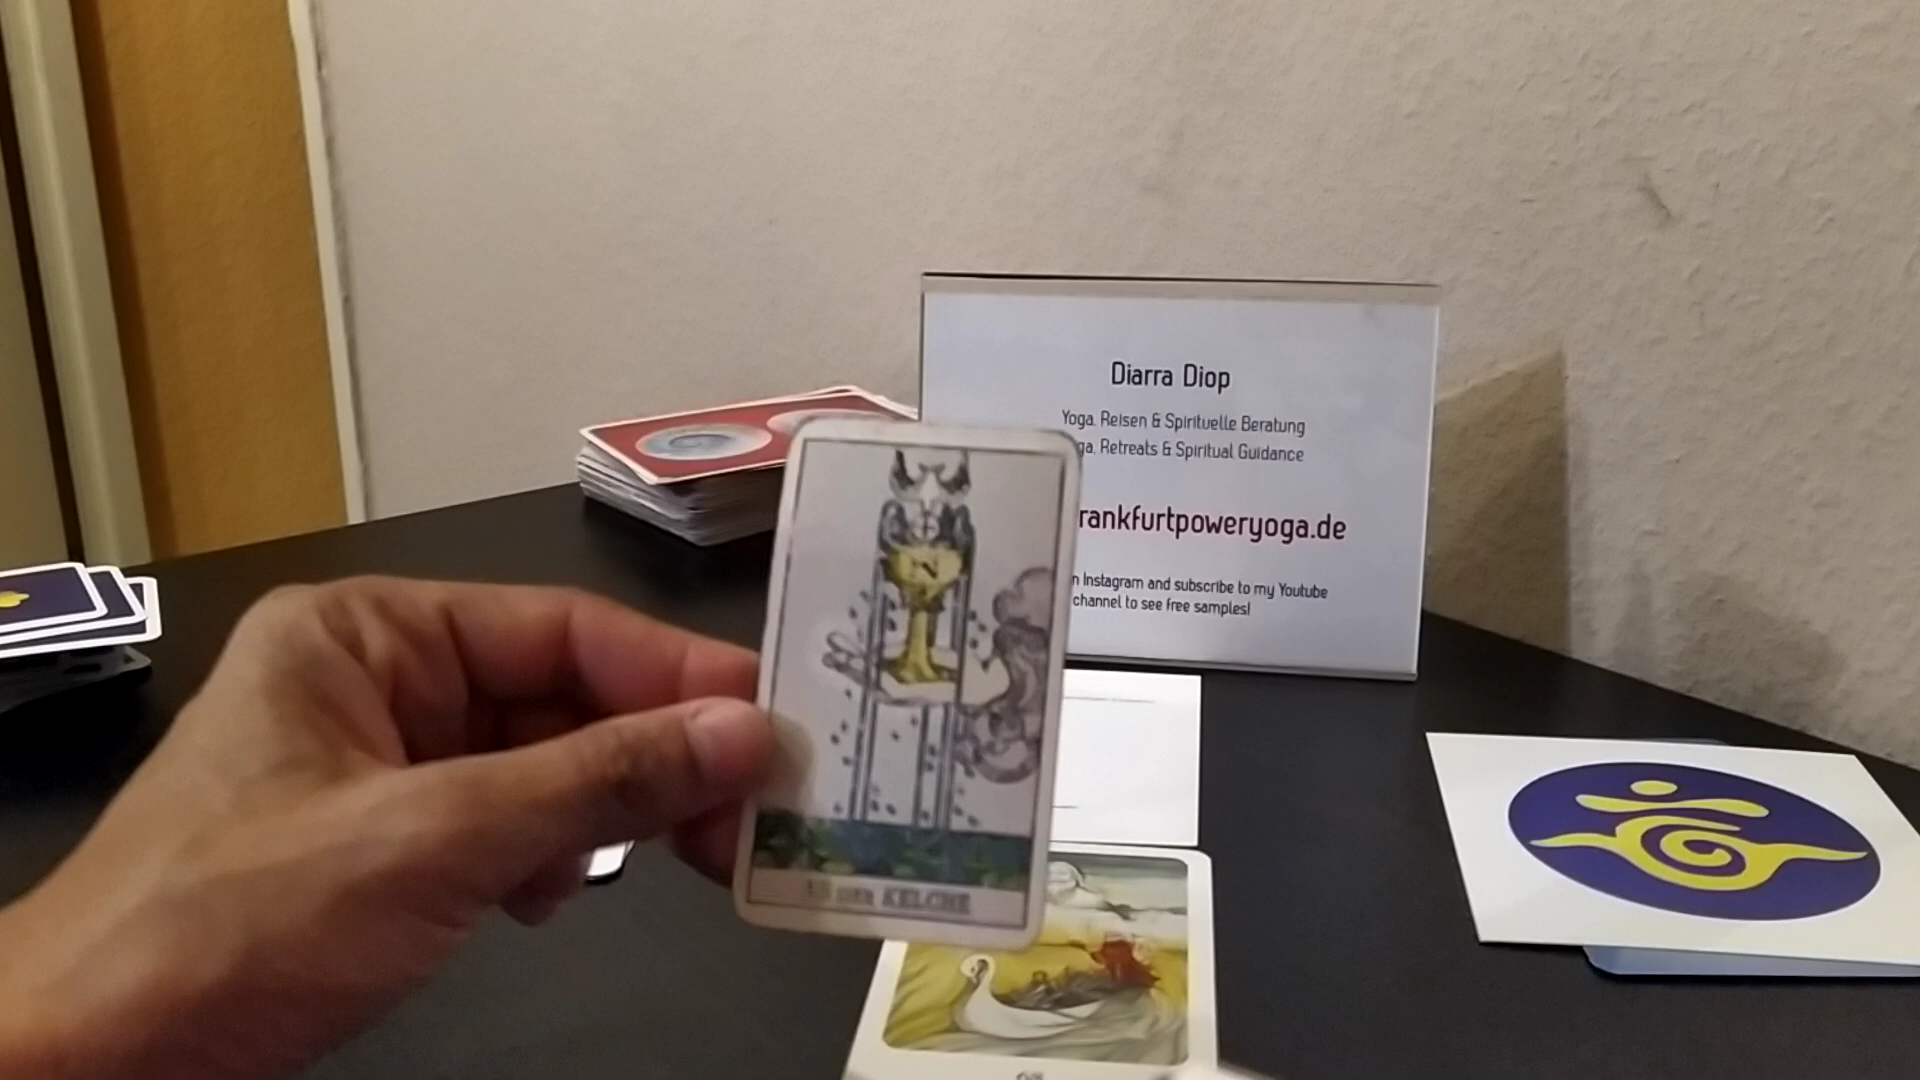 Diarra Diop
Yoga, Reisen & Spirituelle Beratung
ga, Retreats & Spiritual Guidance
rankfurtpoweryoga.de
n Instagram and subscribe to my Youtube
channel to see free samples!
KELCHE